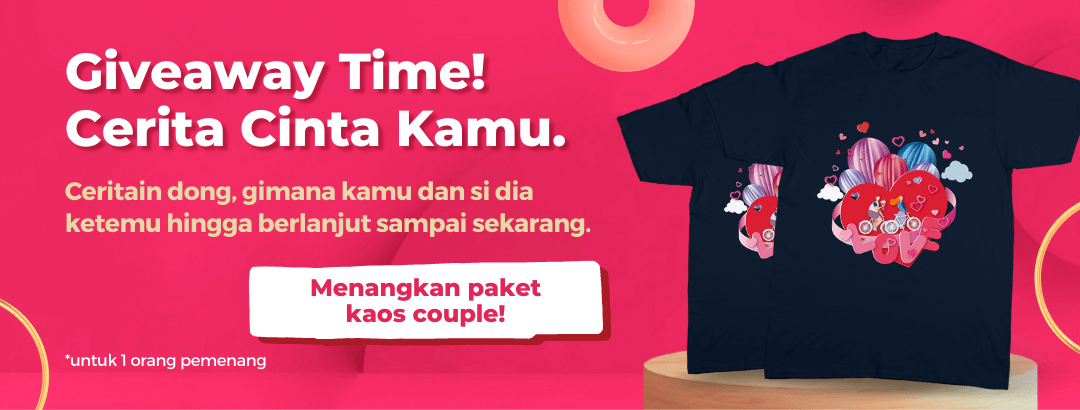 Giveaway Time!
Cerita Cinta Kamu.
Ceritain dong, gimana kamu dan si dia
ketemu hingga berlanjut sampai sekarang.
Menangkan paket
kaos couple!
*untuk 1 orang pemenang
LOVE